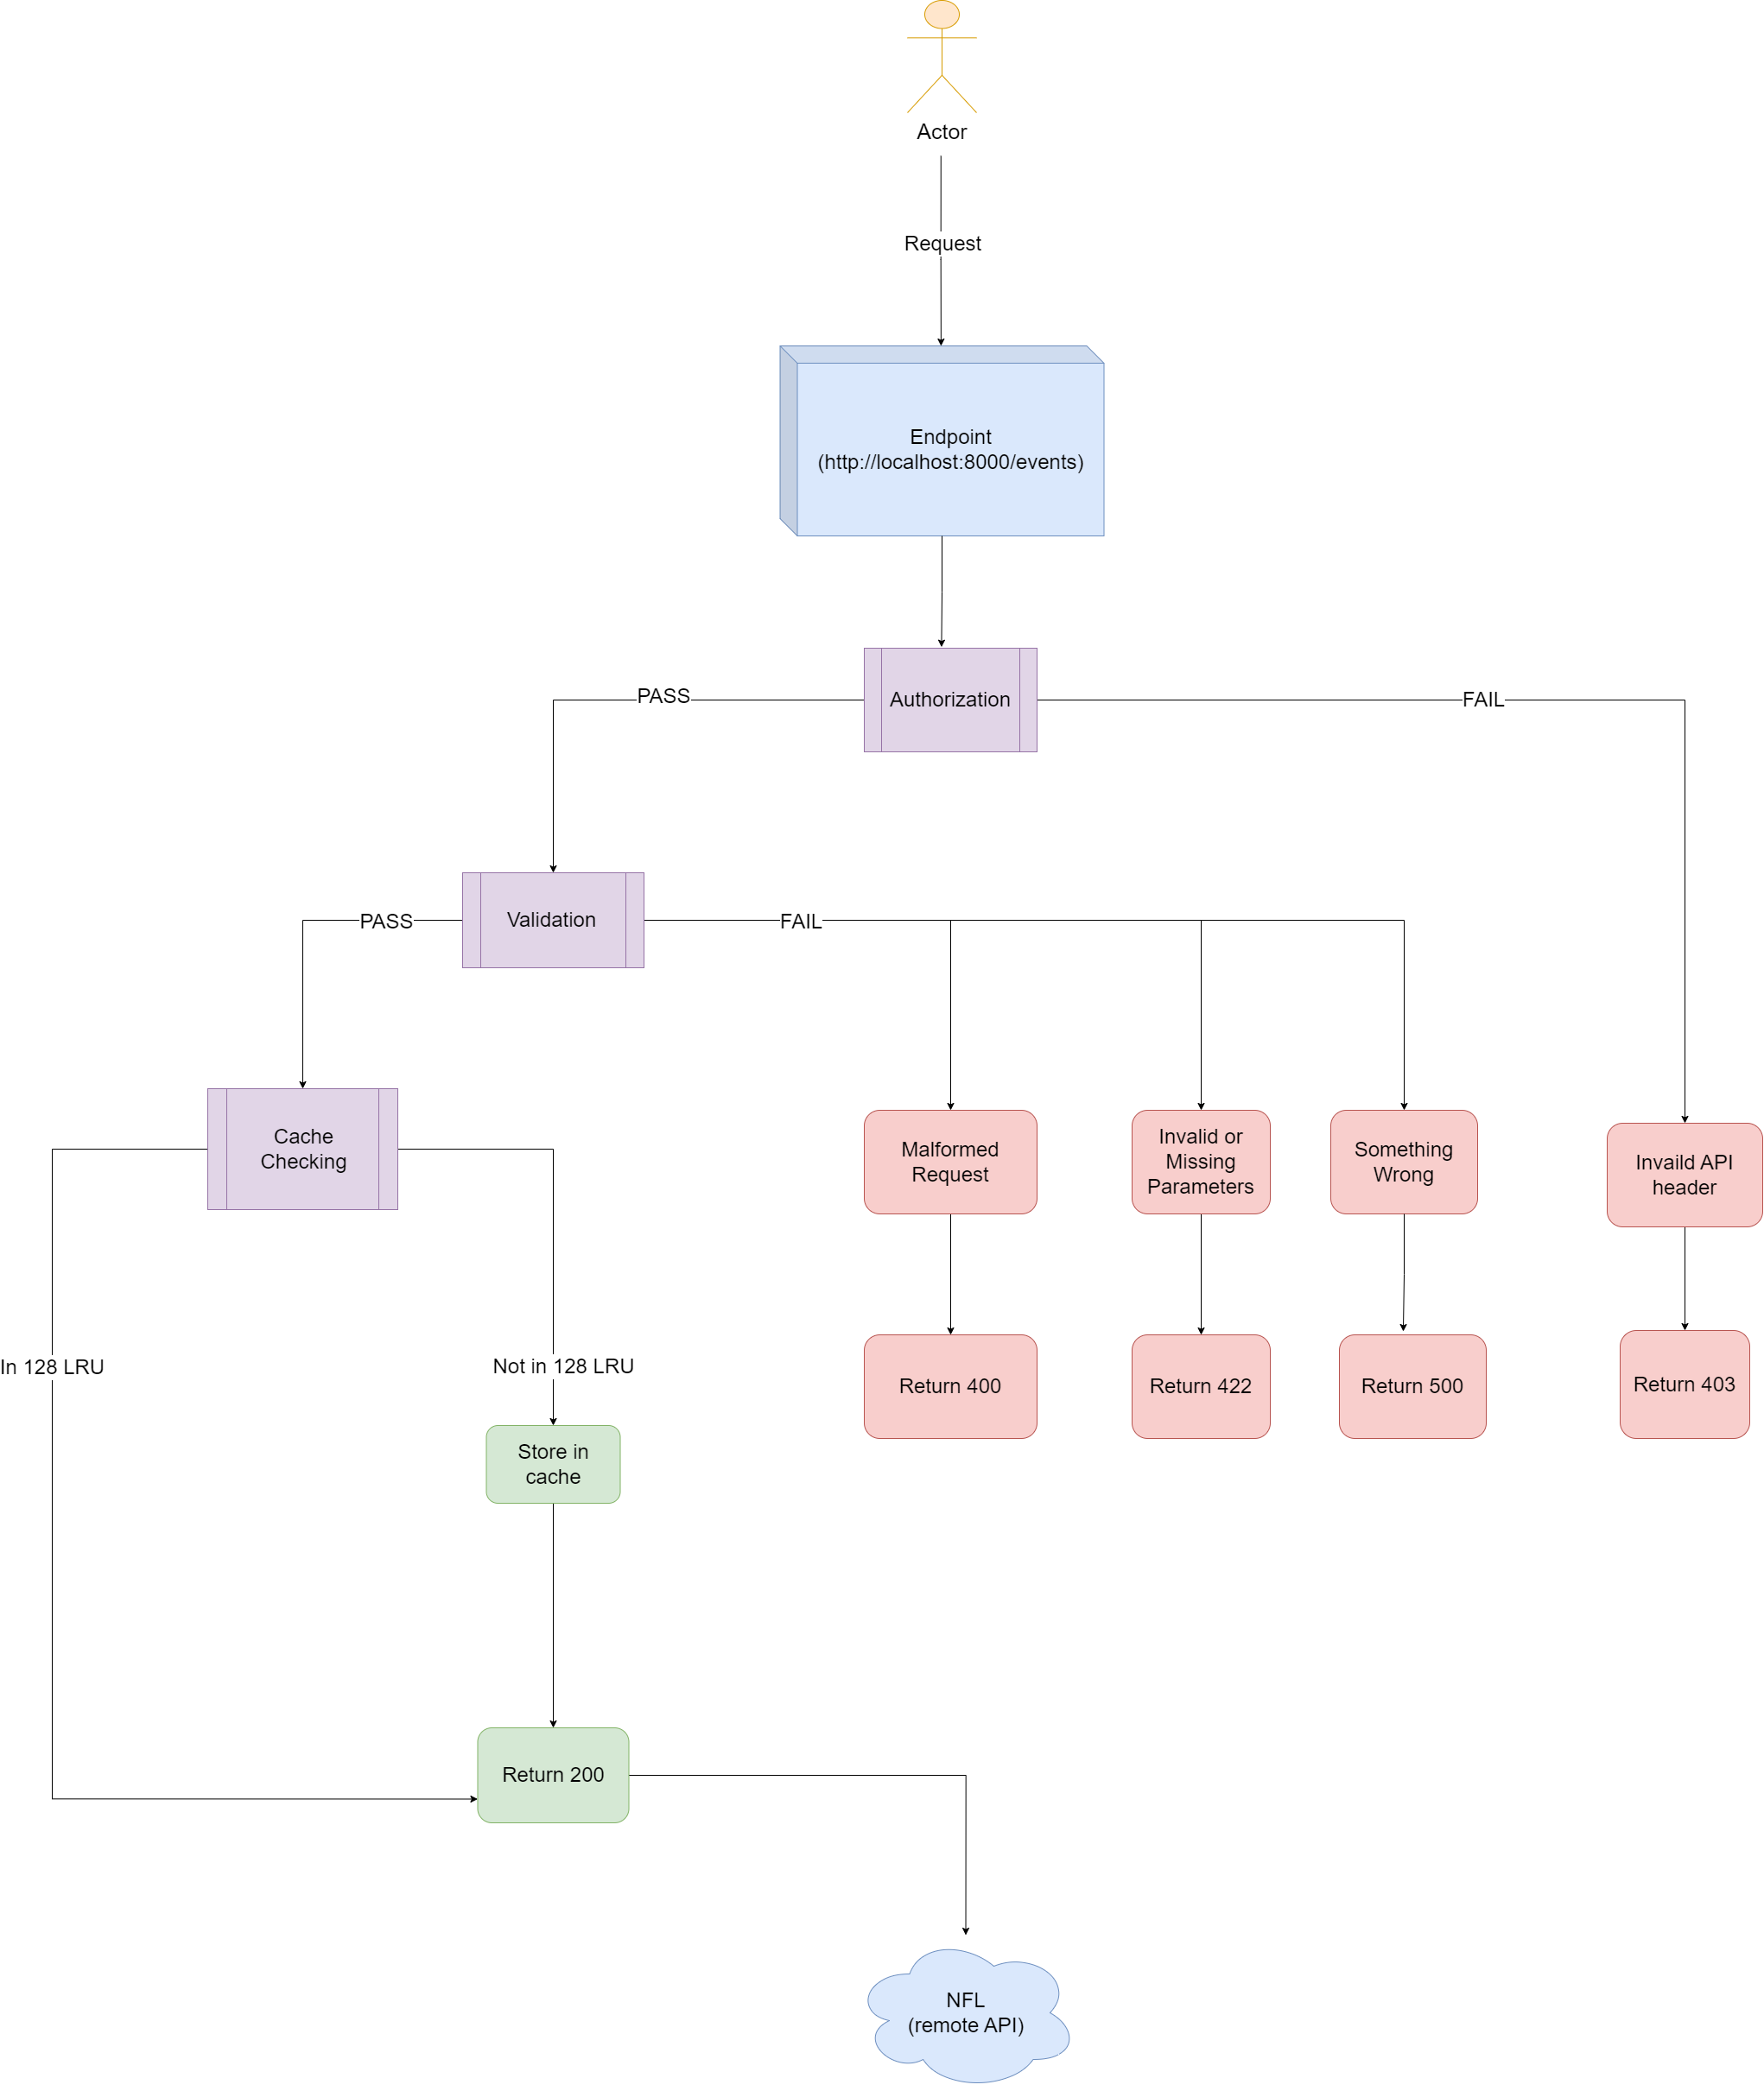 Actor
Request
Endpoint
(http://localhost:8000/events)
PASS
Authorization
FAIL
PASS
Validation
FAIL
Cache
Checking
Malformed
Request
Invalid or
Missing
Parameters
Something
Wrong
Invaild API
header
In 128 LRU
Not in 128 LRU
Return 400
Return 422
Return 500
Return 403
Store in
cache
Return 200
NFL
(remote API)